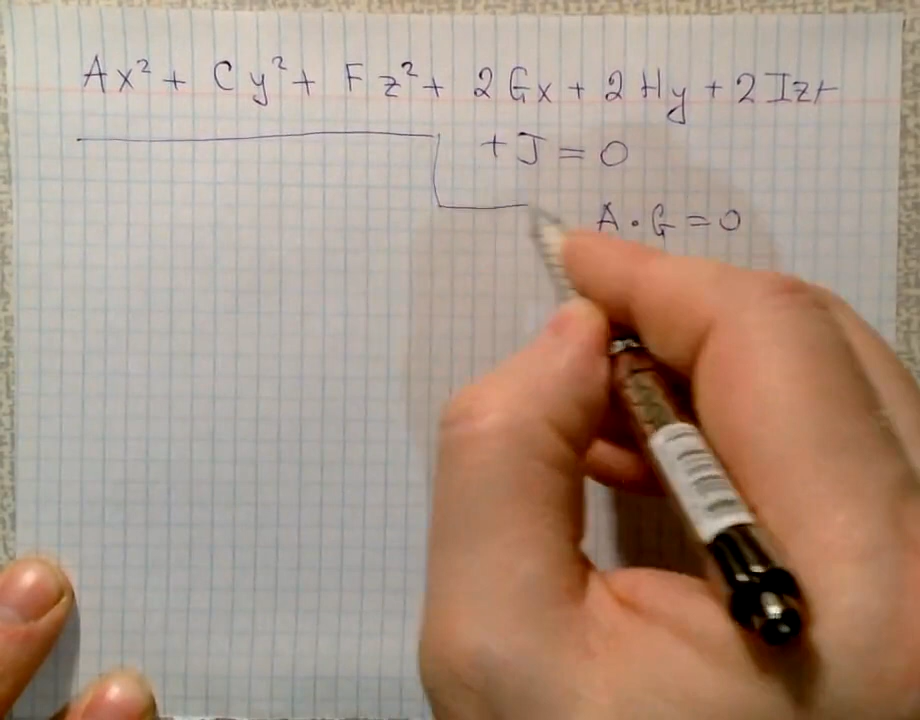 Ax² + Cy² + Fz² + 2Gx + 2Hy + 2Iz +
+ J = 0
A · G = 0